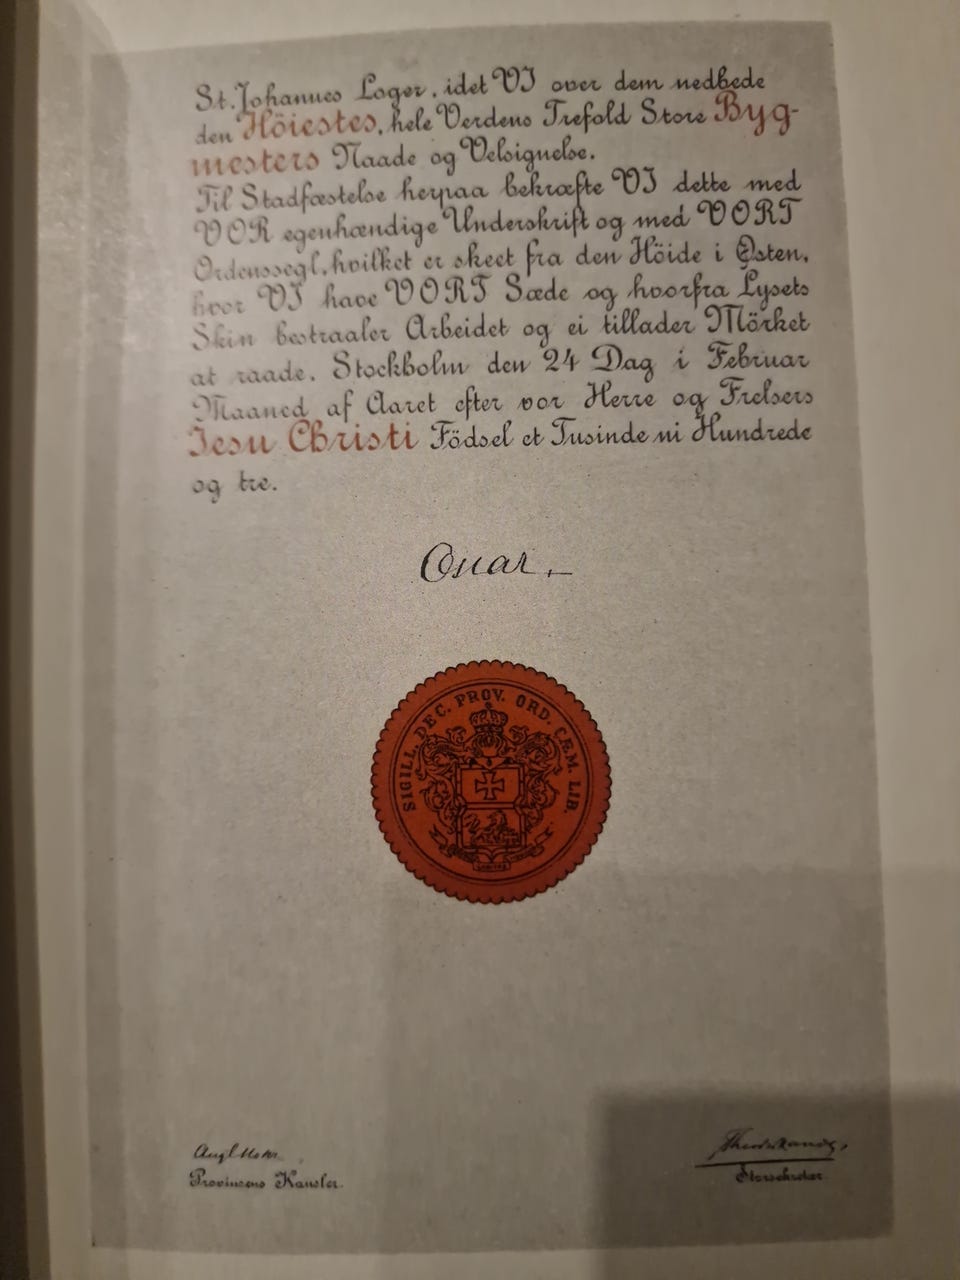 St. Johannes Loger, idet VI over dem nedbede
den Höiestes, hele Verdens Trefold Store Byg-
mesters Naade og Velsignelse.
Til Stadfæstelse herpaa bekræfte VI dette med
VOR egenhændige Underskrift og med VORT
Ordenssegl, hvilket er skeet fra den Höide i Østen,
hvor VI have VORT Sæde og hvorfra Lysets
Skin bestraaler Arbeidet og ei tillader Mörket
at raade. Stockholm den 24 Dag i Februar
Maaned af Aaret efter vor Herre og Frelsers
Jesu Christi Födsel et Tusinde ni Hundrede
og tre.
Oscar.
SIGILL. DEC. PROV. ORD. CÆM. LIB.
Provinsens Kansler.
Storsekretær